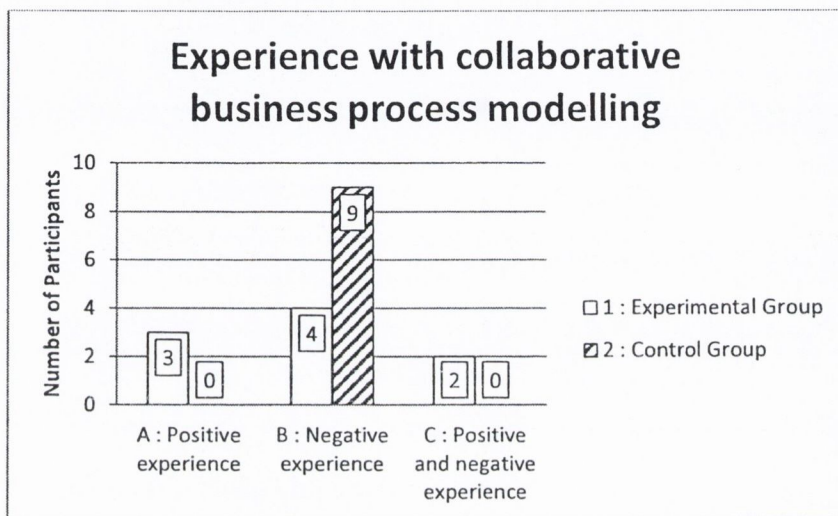 Experience with collaborative
business process modelling
Number of Participants
10
8
6
4
2
0
3
0
4
9
2
0
A : Positive
experience
B : Negative
experience
C : Positive
and negative
experience
1 : Experimental Group
2 : Control Group